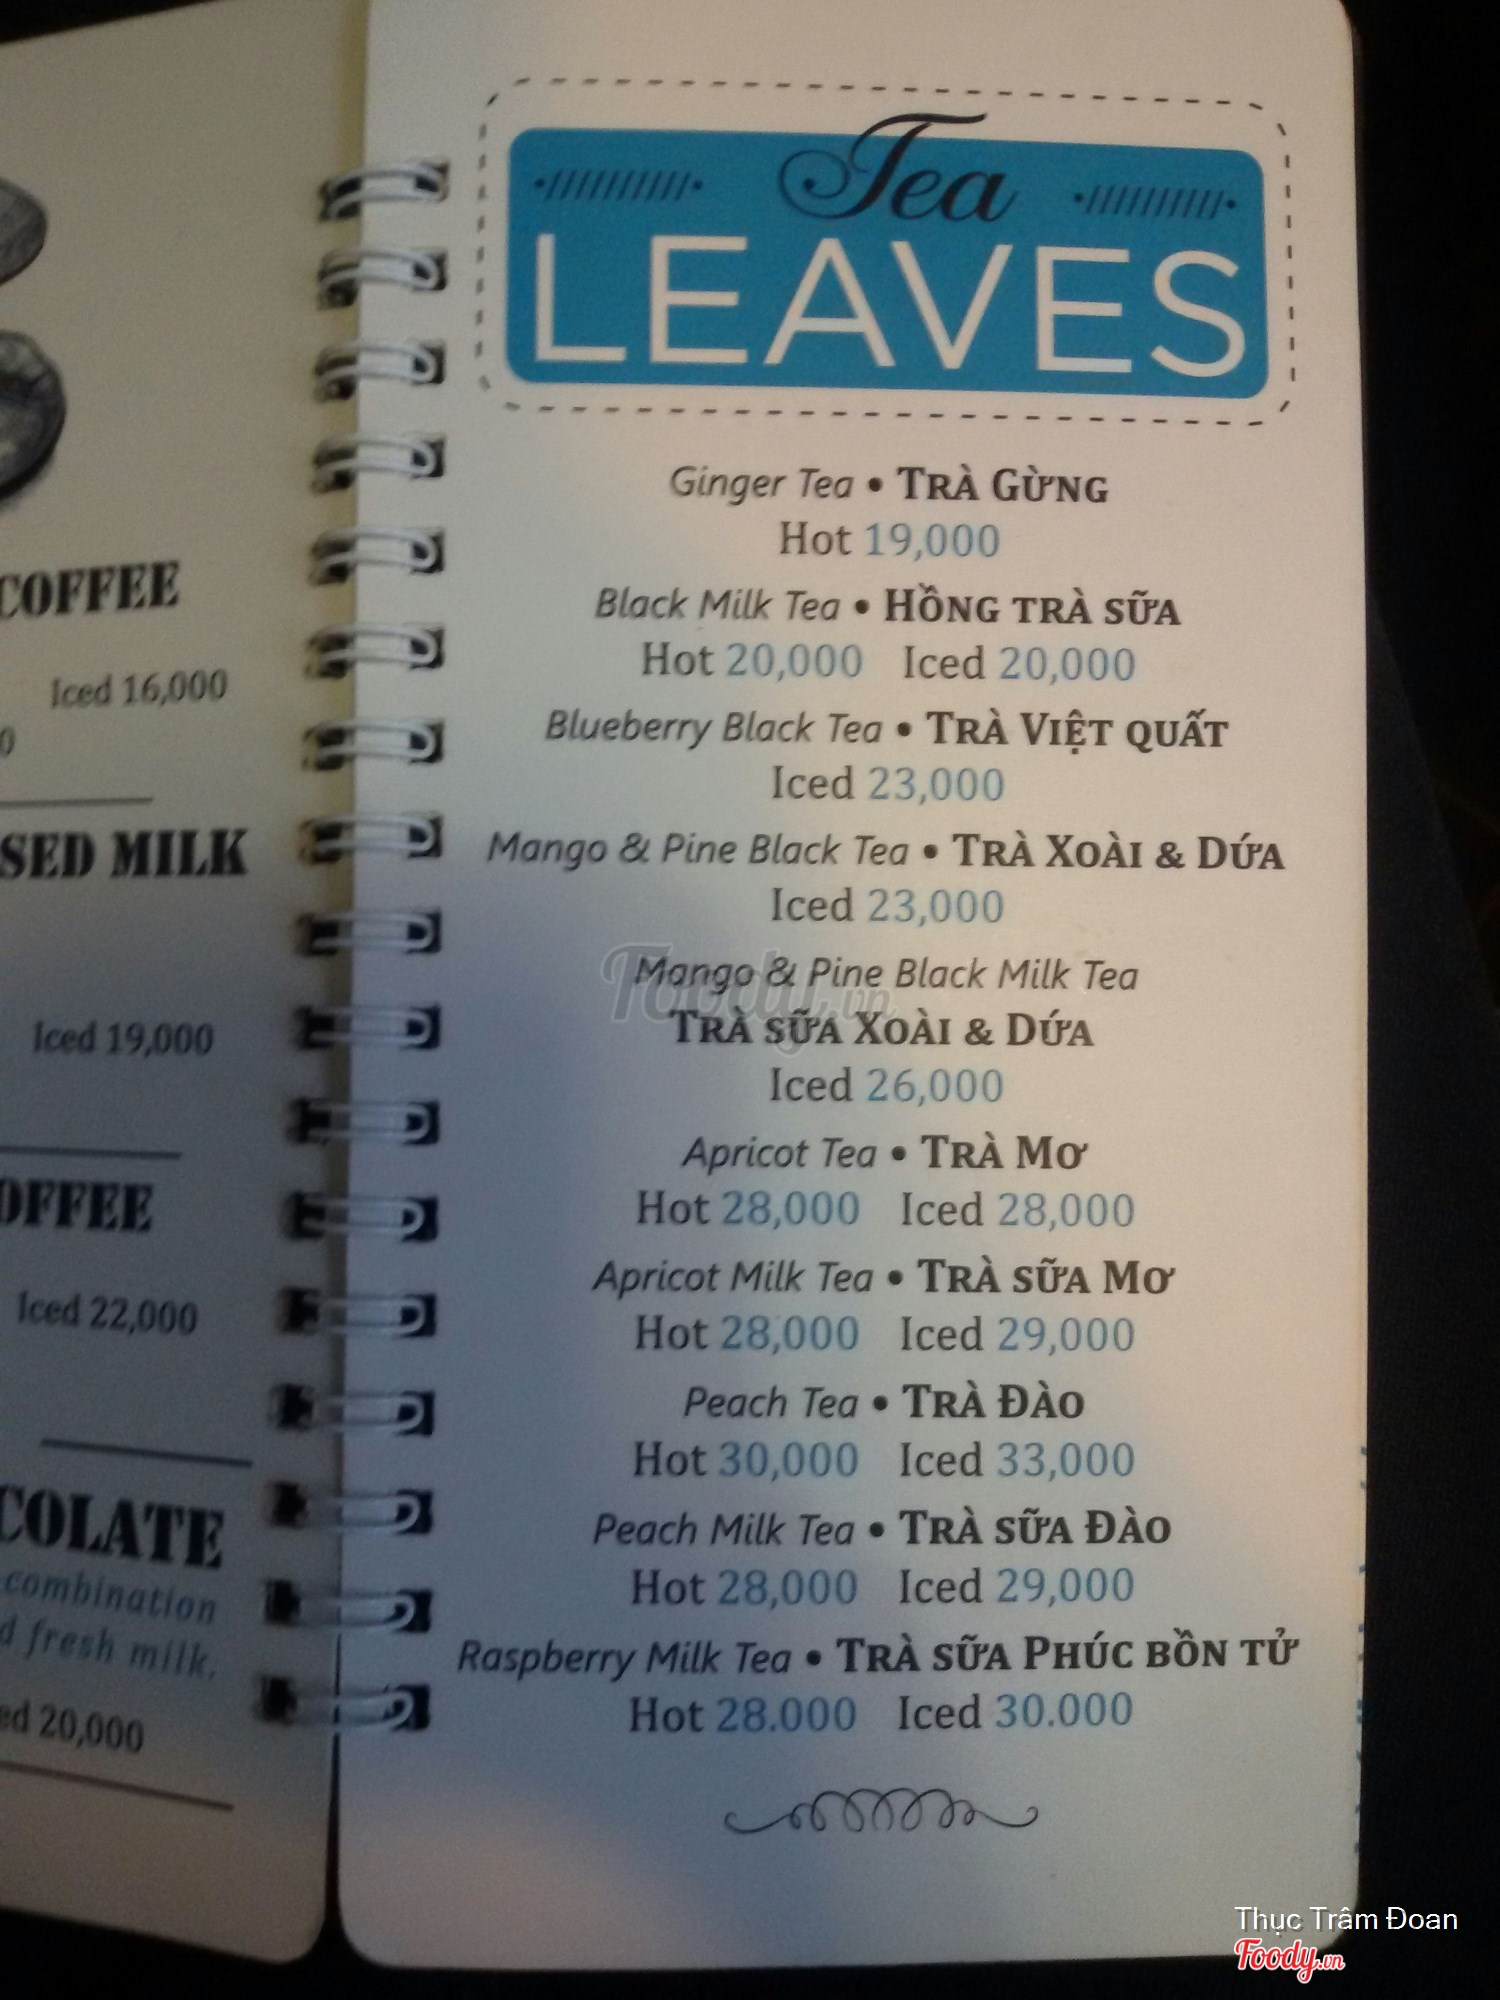 COFFEE
Iced 16,000
0
SED MILK
Iced 19,000
OFFEE
Iced 22,000
COLATE
combination
d fresh milk.
ed 20,000
Tea
LEAVES
Ginger Tea • TRÀ GỪNG
Hot 19,000
Black Milk Tea • HỒNG TRÀ SỮA
Hot 20,000 Iced 20,000
Blueberry Black Tea • TRÀ VIỆT QUẤT
Iced 23,000
Mango & Pine Black Tea • TRÀ XOÀI & DỨA
Iced 23,000
Mango & Pine Black Milk Tea
TRÀ SỮA XOÀI & DỨA
Iced 26,000
Apricot Tea • TRÀ MƠ
Hot 28,000 Iced 28,000
Apricot Milk Tea • TRÀ SỮA MƠ
Hot 28,000 Iced 29,000
Peach Tea • TRÀ ĐÀO
Hot 30,000 Iced 33,000
Peach Milk Tea • TRÀ SỮA ĐÀO
Hot 28,000 Iced 29,000
Raspberry Milk Tea • TRÀ SỮA PHÚC BỒN TỬ
Hot 28.000 Iced 30.000
Foody.vn
Thục Trâm Đoan
Foody.vn